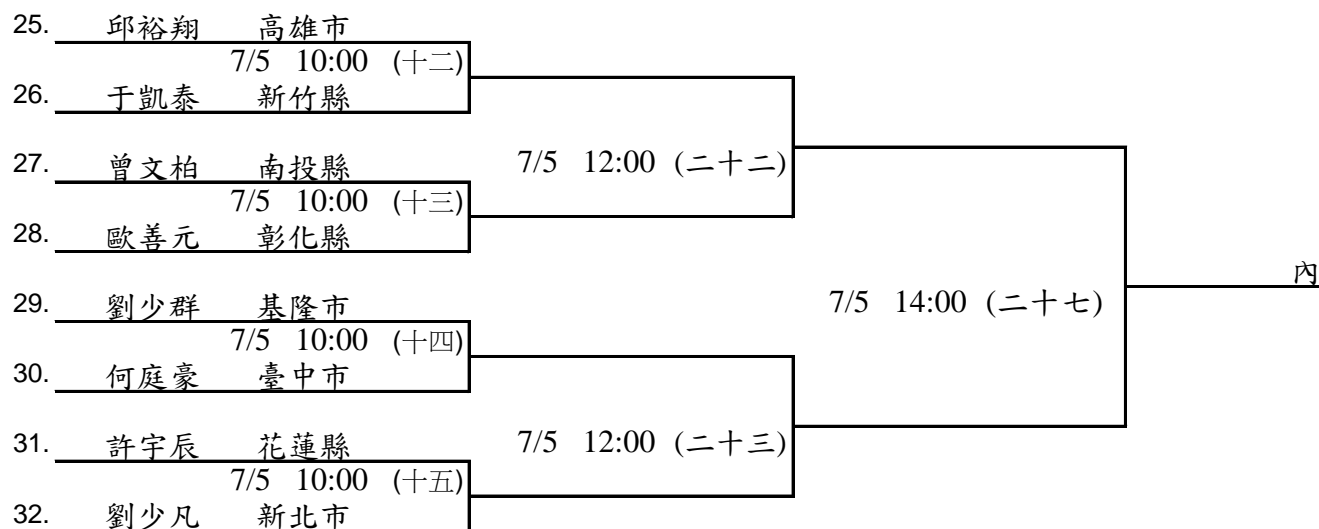 25. 邱裕翔 高雄市
7/5 10:00 (十二)
26. 于凱泰 新竹縣
27. 曾文柏 南投縣
7/5 12:00 (二十二)
7/5 10:00 (十三)
28. 歐善元 彰化縣
內
29. 劉少群 基隆市
7/5 14:00 (二十七)
7/5 10:00 (十四)
30. 何庭豪 臺中市
31. 許宇辰 花蓮縣
7/5 12:00 (二十三)
7/5 10:00 (十五)
32. 劉少凡 新北市